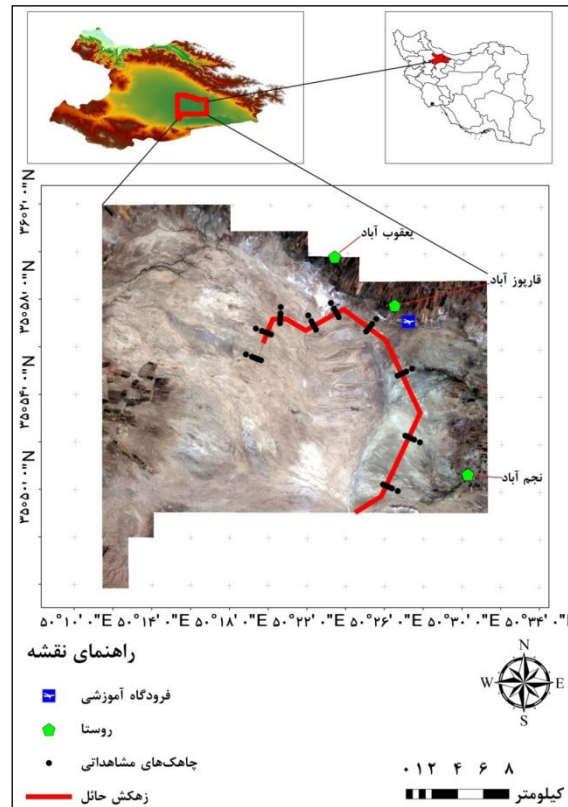 یعقوب آباد
قارپوز آباد
نجم آباد
۳۶°۲'۰"N
۳۵°۵۸'۰"N
۳۵°۵۴'۰"N
۳۵°۵۰'۰"N
۵۰°۱۰'۰"E ۵۰°۱۴'۰"E ۵۰°۱۸'۰"E ۵۰°۲۲'۰"E ۵۰°۲۶'۰"E ۵۰°۳۰'۰"E ۵۰°۳۴'۰"E
راهنمای نقشه
فرودگاه آموزشی
روستا
چاهک‌های مشاهداتی
زهکش حائل
N
W E
S
۰ ۱ ۲ ۴ ۶ ۸
کیلومتر